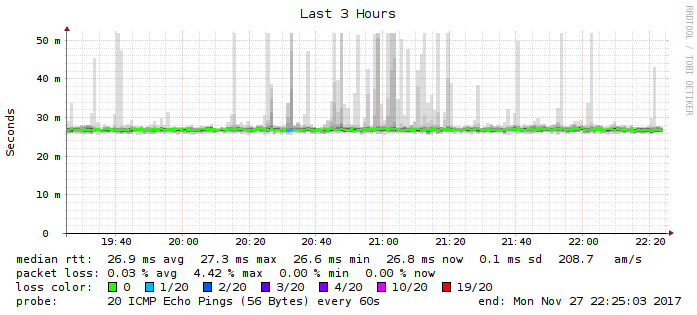 Last 3 Hours
RRDTOOL / TOBI OETIKER
Seconds
50 m
40 m
30 m
20 m
10 m
0
19:40 20:00 20:20 20:40 21:00 21:20 21:40 22:00 22:20
median rtt: 26.9 ms avg 27.3 ms max 26.6 ms min 26.8 ms now 0.1 ms sd 208.7 am/s
packet loss: 0.03 % avg 4.42 % max 0.00 % min 0.00 % now
loss color: 0 1/20 2/20 3/20 4/20 10/20 19/20
probe: 20 ICMP Echo Pings (56 Bytes) every 60s end: Mon Nov 27 22:25:03 2017